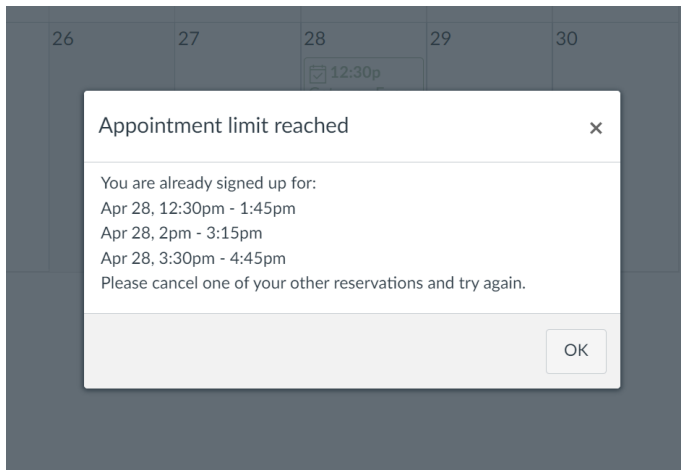 26 27 28 29 30
12:30p
Appointment limit reached ×
You are already signed up for:
Apr 28, 12:30pm - 1:45pm
Apr 28, 2pm - 3:15pm
Apr 28, 3:30pm - 4:45pm
Please cancel one of your other reservations and try again.
OK